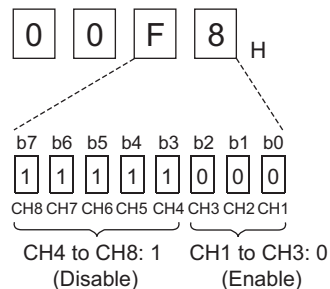 0 0 F 8 H
b7 b6 b5 b4 b3 b2 b1 b0
1 1 1 1 1 0 0 0
CH8 CH7 CH6 CH5 CH4 CH3 CH2 CH1
CH4 to CH8: 1 CH1 to CH3: 0
(Disable) (Enable)